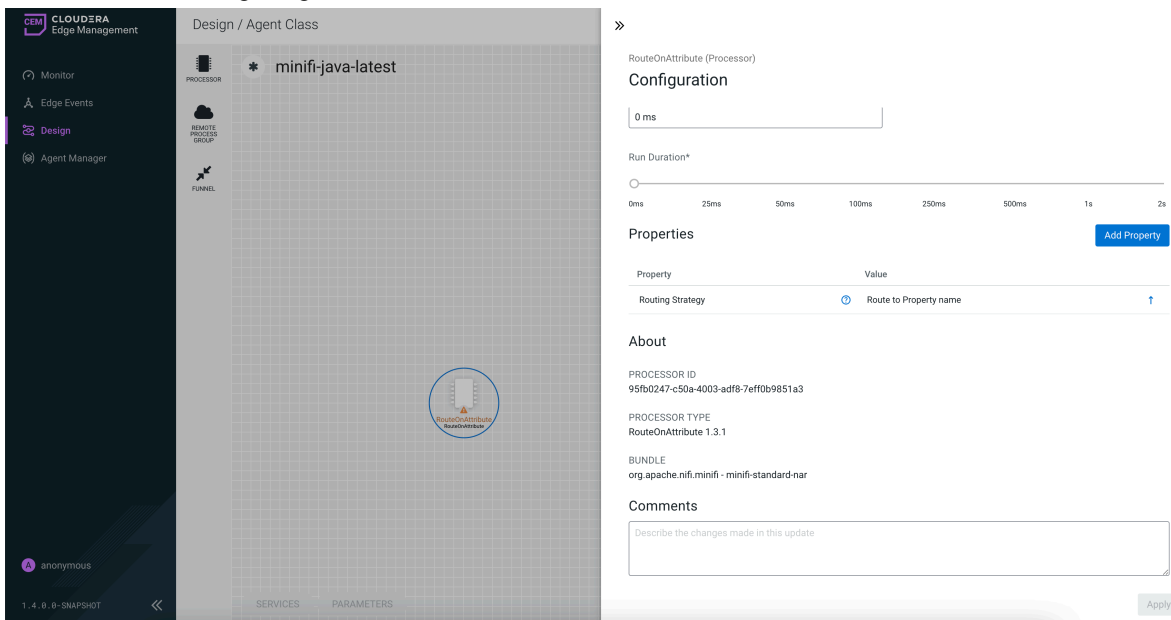 CEM CLOUDERA
Edge Management
Monitor
Edge Events
Design
Agent Manager
A anonymous
1.4.0.0-SNAPSHOT
Design / Agent Class
PROCESSOR
REMOTE
PROCESS
GROUP
FUNNEL
* minifi-java-latest
RouteOnAttribute
RouteOnAttribute
SERVICES PARAMETERS
RouteOnAttribute (Processor)
Configuration
0 ms
Run Duration*
0ms 25ms 50ms 100ms 250ms 500ms 1s 2s
Properties
Add Property
Property Value
Routing Strategy ? Route to Property name
About
PROCESSOR ID
95fb0247-c50a-4003-adf8-7eff0b9851a3
PROCESSOR TYPE
RouteOnAttribute 1.3.1
BUNDLE
org.apache.nifi.minifi - minifi-standard-nar
Comments
Describe the changes made in this update
Apply